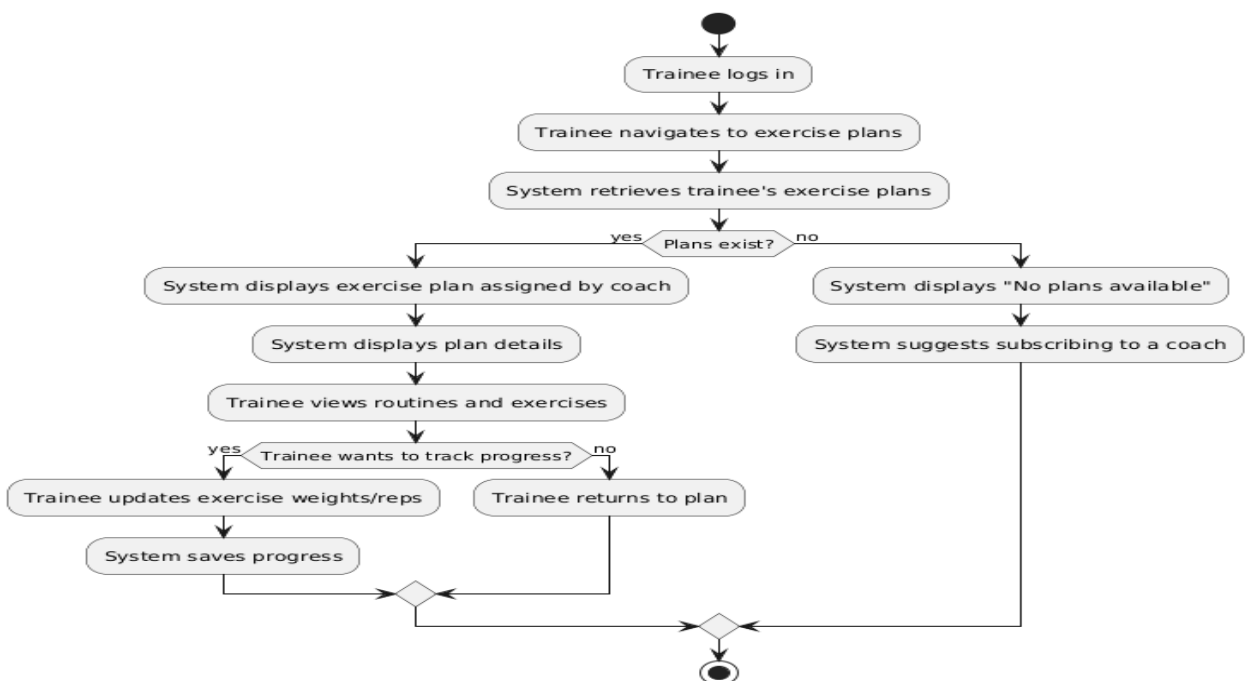 Trainee logs in
Trainee navigates to exercise plans
System retrieves trainee's exercise plans
yes
Plans exist?
no
System displays exercise plan assigned by coach
System displays "No plans available"
System displays plan details
System suggests subscribing to a coach
Trainee views routines and exercises
yes
Trainee wants to track progress?
no
Trainee updates exercise weights/reps
Trainee returns to plan
System saves progress